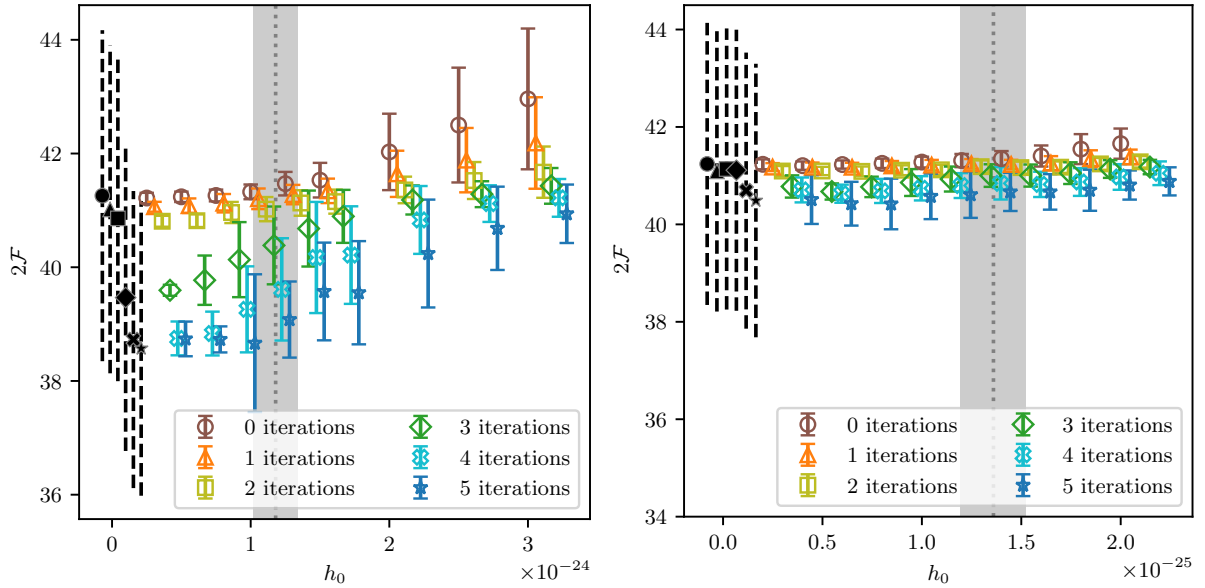 44
42
40
38
36
2ℱ
0 iterations
1 iterations
2 iterations
3 iterations
4 iterations
5 iterations
0
1
2
3
h₀
×10⁻²⁴
44
42
40
38
36
34
2ℱ
0 iterations
1 iterations
2 iterations
3 iterations
4 iterations
5 iterations
0.0
0.5
1.0
1.5
2.0
h₀
×10⁻²⁵